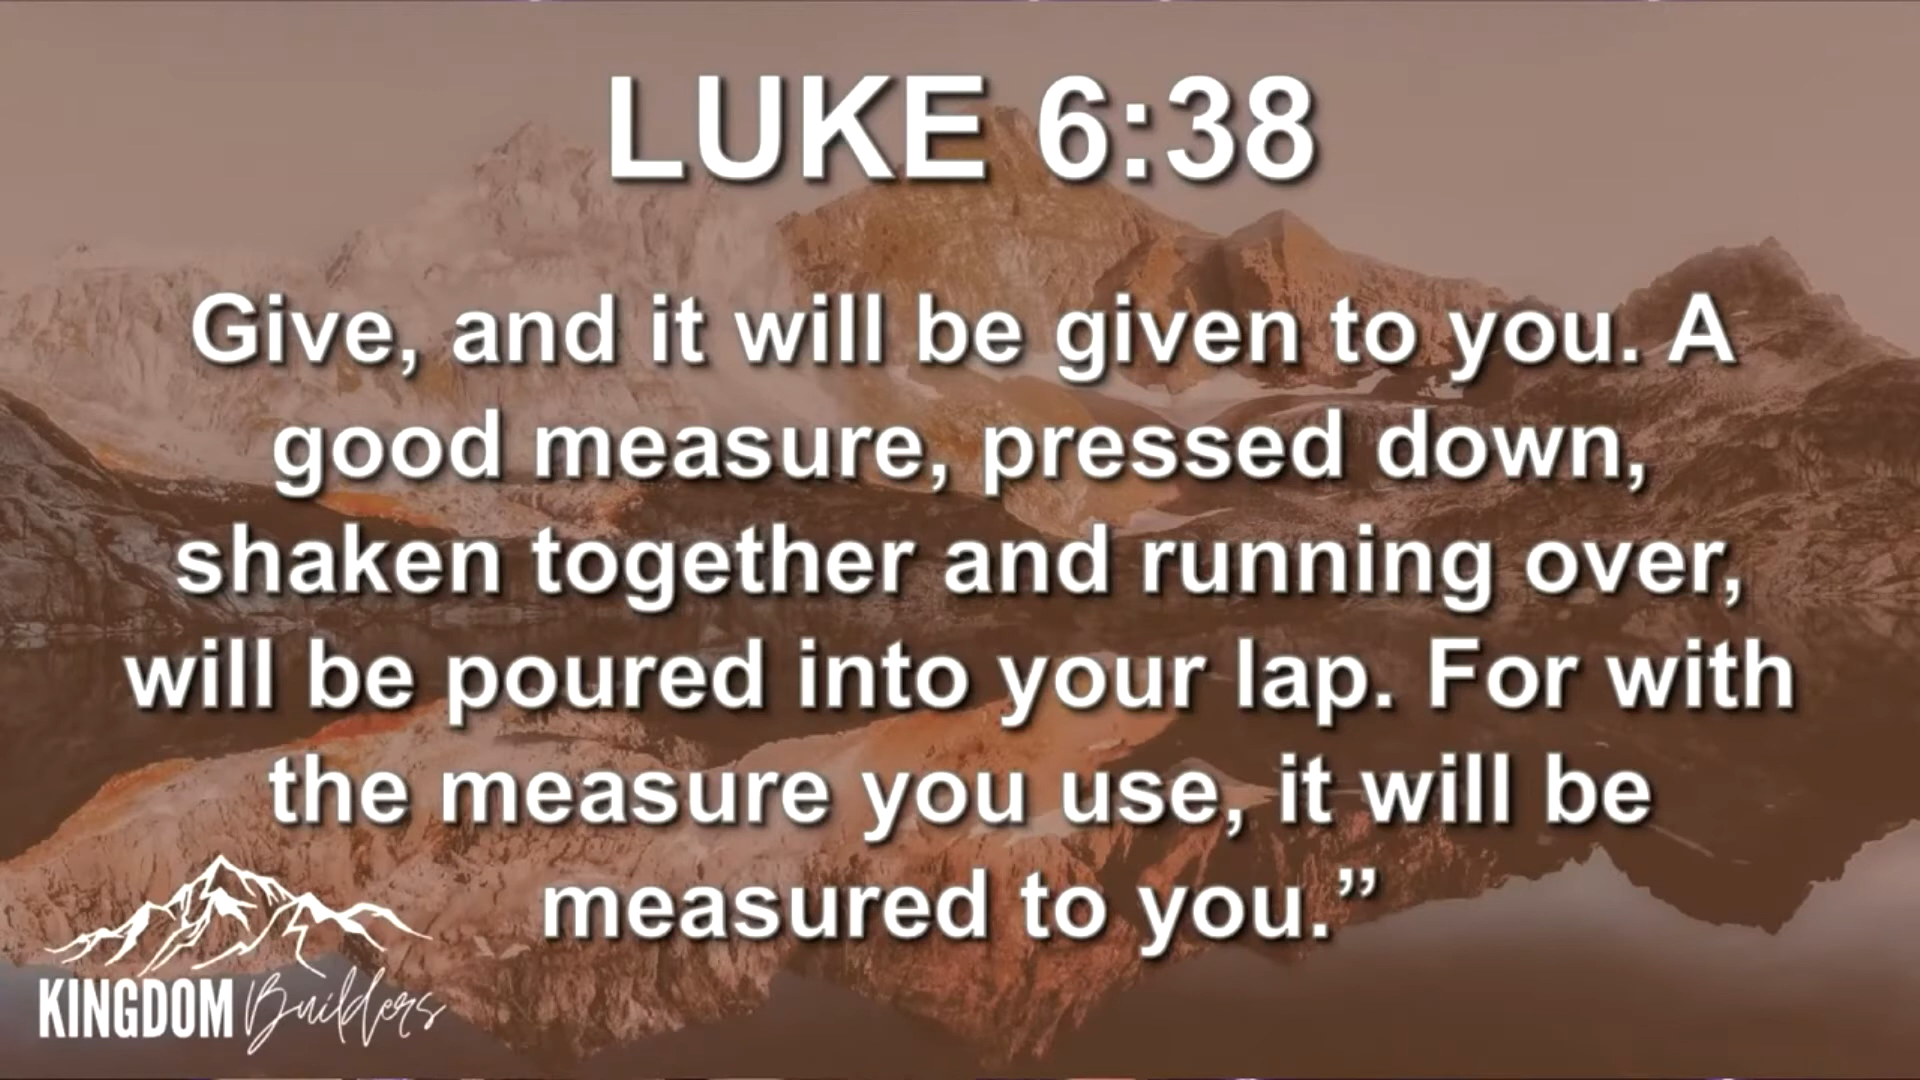 LUKE 6:38
Give, and it will be given to you. A
good measure, pressed down,
shaken together and running over,
will be poured into your lap. For with
the measure you use, it will be
measured to you.”
KINGDOM Builders